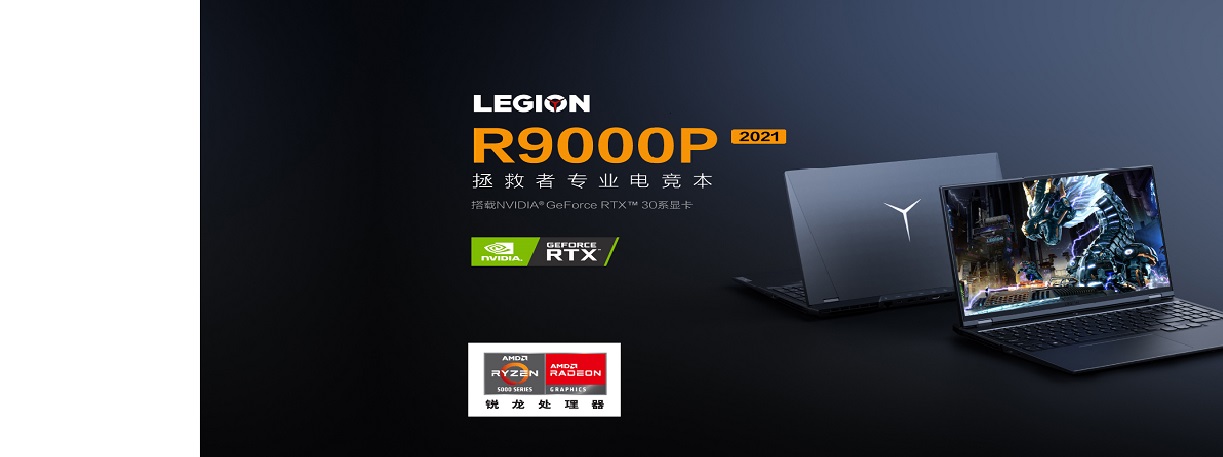 LEGION
R9000P 2021
拯救者专业电竞本
搭载NVIDIA® GeForce RTX™ 30系显卡
NVIDIA. GEFORCE RTX™
AMD RYZEN 5000 SERIES
AMD RADEON GRAPHICS
锐龙处理器